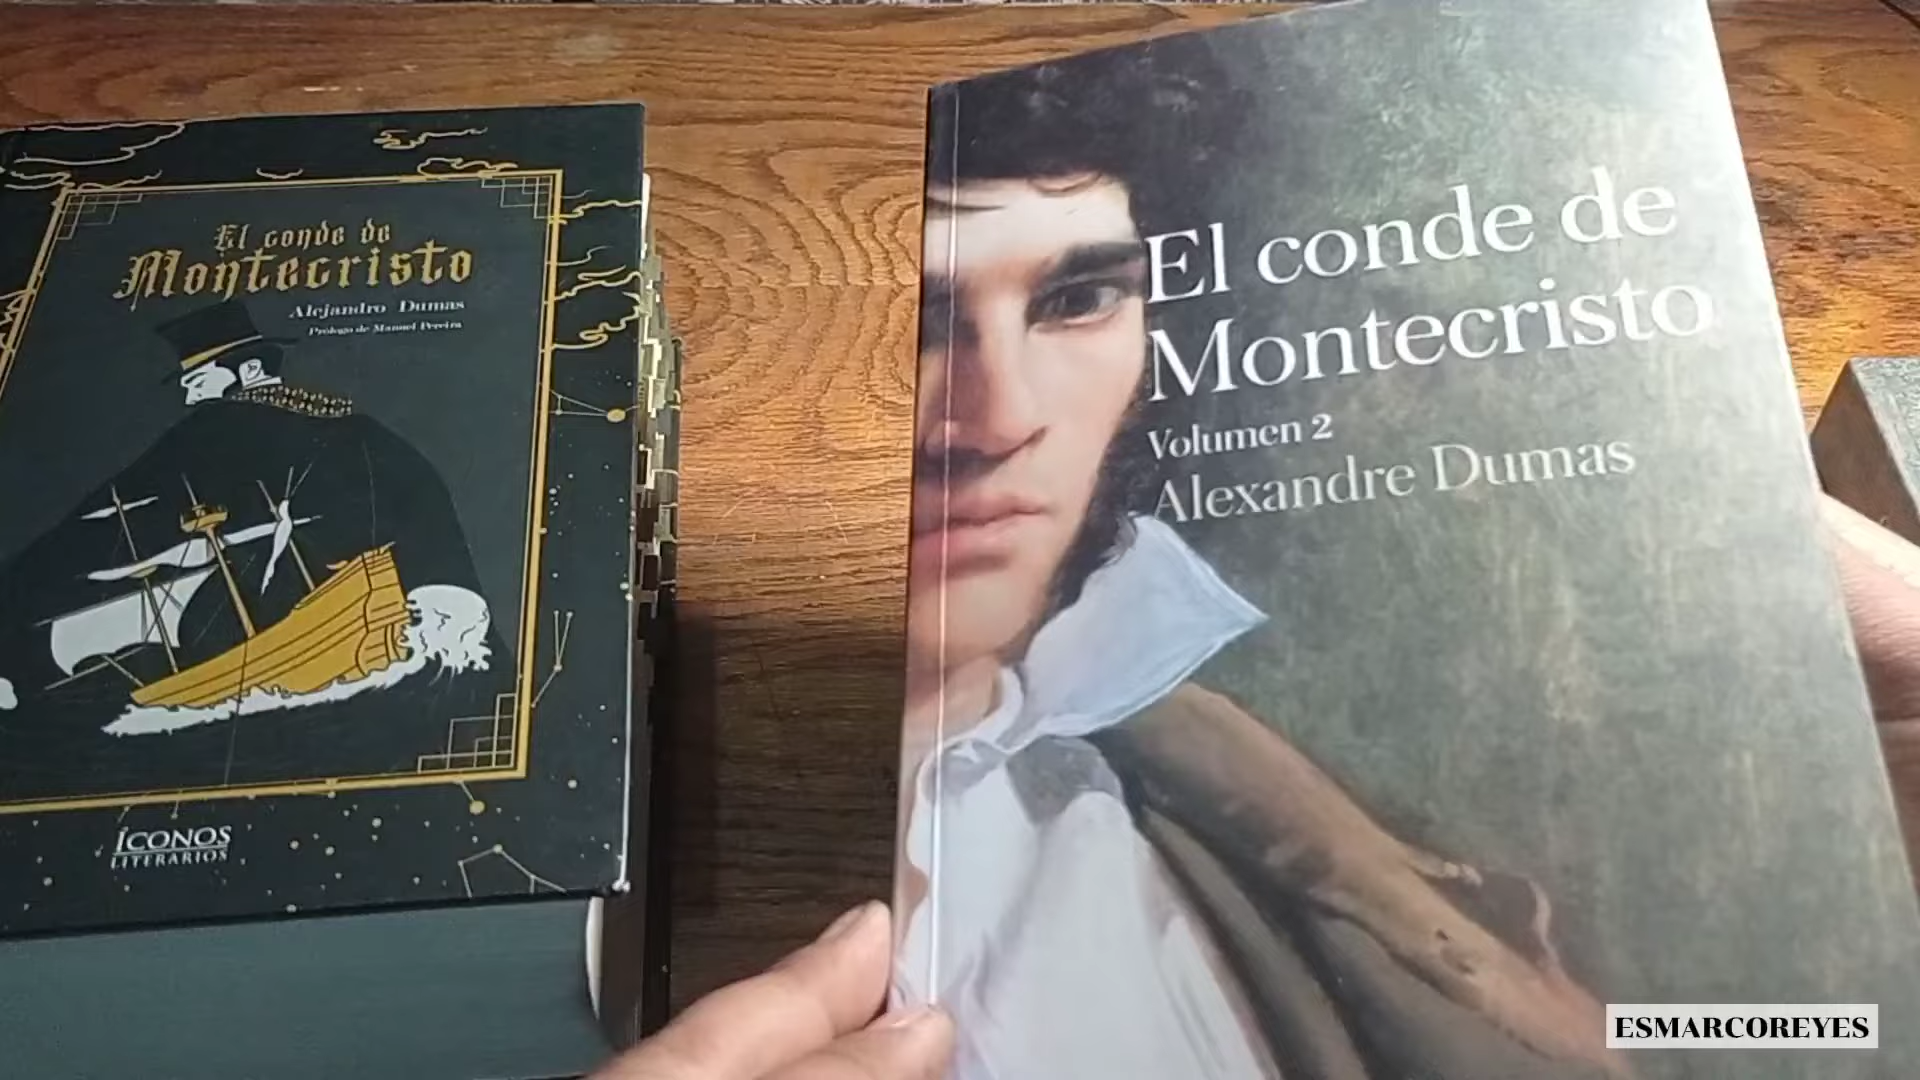 El conde de
Montecristo
Alejandro Dumas
Prólogo de Manuel Pereira
ÍCONOS
LITERARIOS
El conde de
Montecristo
Volumen 2
Alexandre Dumas
ESMARCOREYES